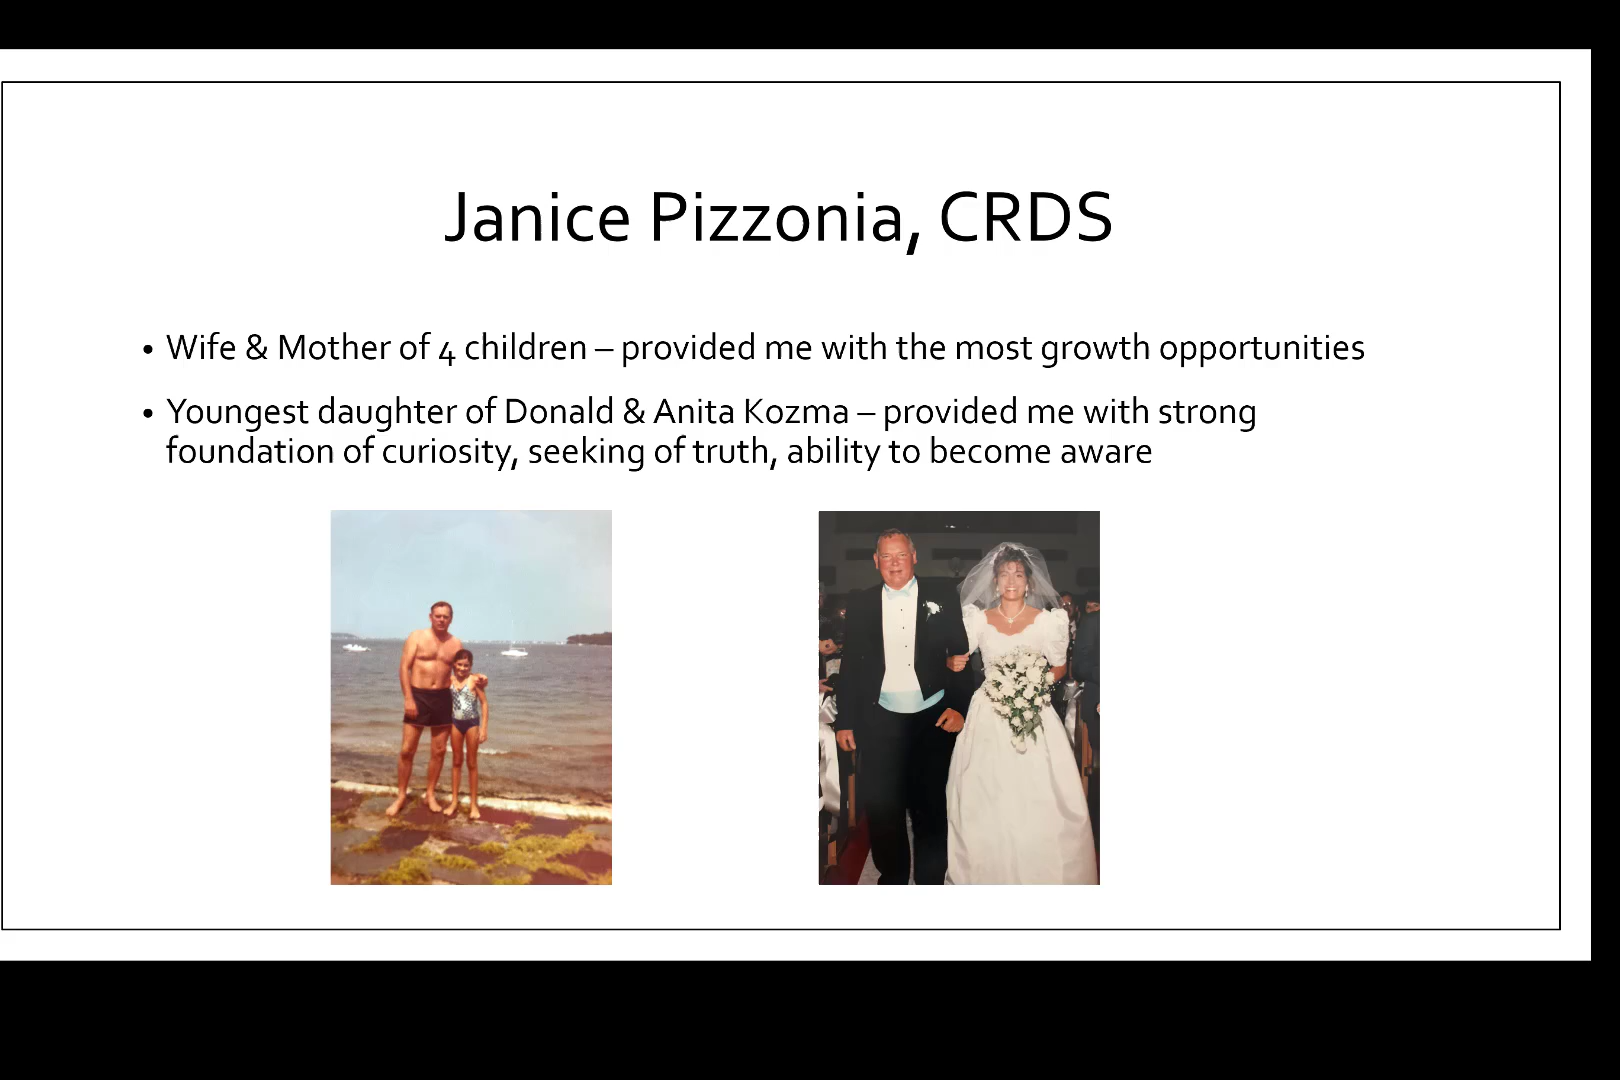 Janice Pizzonia, CRDS
• Wife & Mother of 4 children – provided me with the most growth opportunities
• Youngest daughter of Donald & Anita Kozma – provided me with strong
foundation of curiosity, seeking of truth, ability to become aware